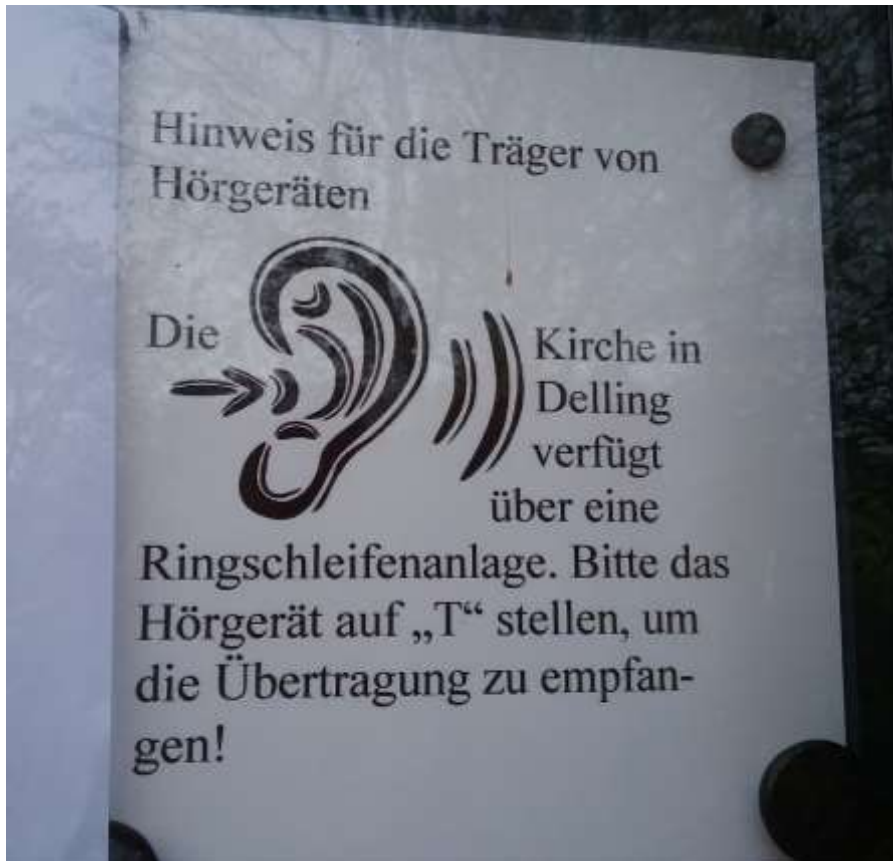 Hinweis für die Träger von
Hörgeräten
Die Kirche in
Delling
verfügt
über eine
Ringschleifenanlage. Bitte das
Hörgerät auf „T“ stellen, um
die Übertragung zu empfan-
gen!